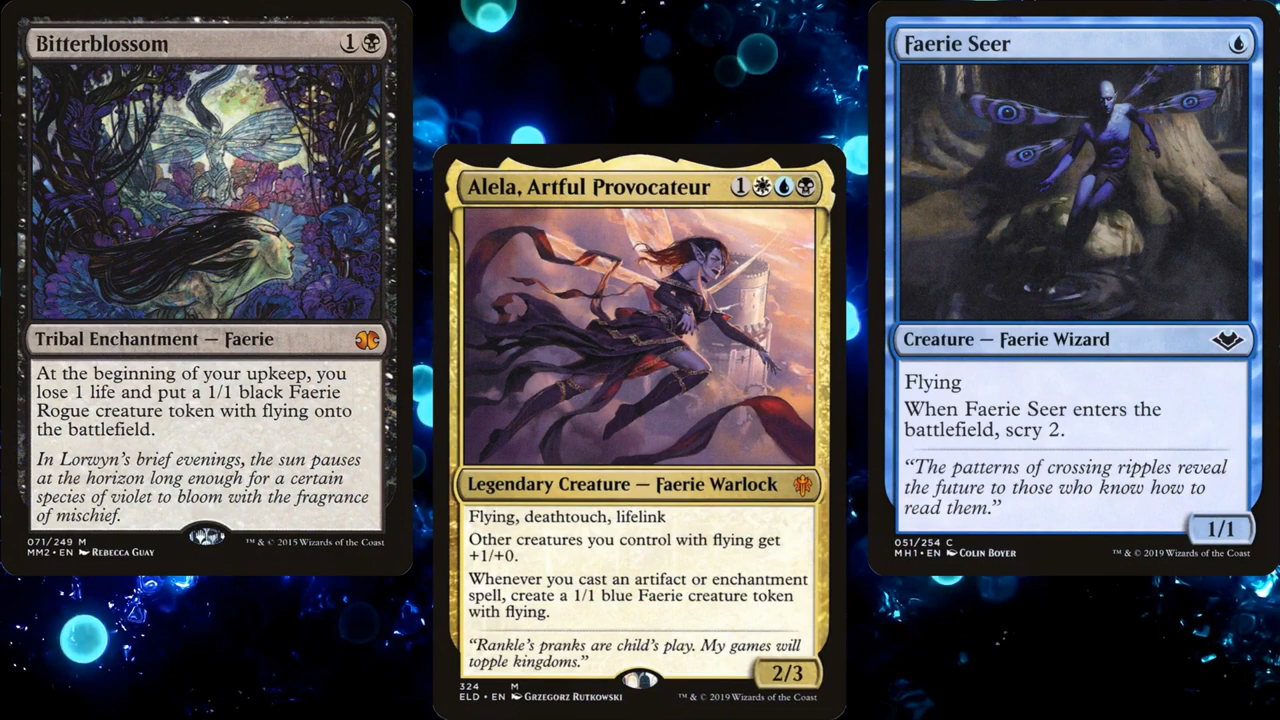 Bitterblossom
1
Tribal Enchantment — Faerie
At the beginning of your upkeep, you
lose 1 life and put a 1/1 black Faerie
Rogue creature token with flying onto
the battlefield.
In Lorwyn's brief evenings, the sun pauses
at the horizon long enough for a certain
species of violet to bloom with the fragrance
of mischief.
071/249 M
MM2 • EN Rebecca Guay
™ & © 2015 Wizards of the Coast
Alela, Artful Provocateur
1
Legendary Creature — Faerie Warlock
Flying, deathtouch, lifelink
Other creatures you control with flying get
+1/+0.
Whenever you cast an artifact or enchantment
spell, create a 1/1 blue Faerie creature token
with flying.
“Rankle's pranks are child's play. My games will
topple kingdoms.”
2/3
324 M
ELD • EN Grzegorz Rutkowski
™ & © 2019 Wizards of the Coast
Faerie Seer
Creature — Faerie Wizard
Flying
When Faerie Seer enters the
battlefield, scry 2.
“The patterns of crossing ripples reveal
the future to those who know how to
read them.”
1/1
051/254 C
MH1 • EN Colin Boyer
™ & © 2019 Wizards of the Coast